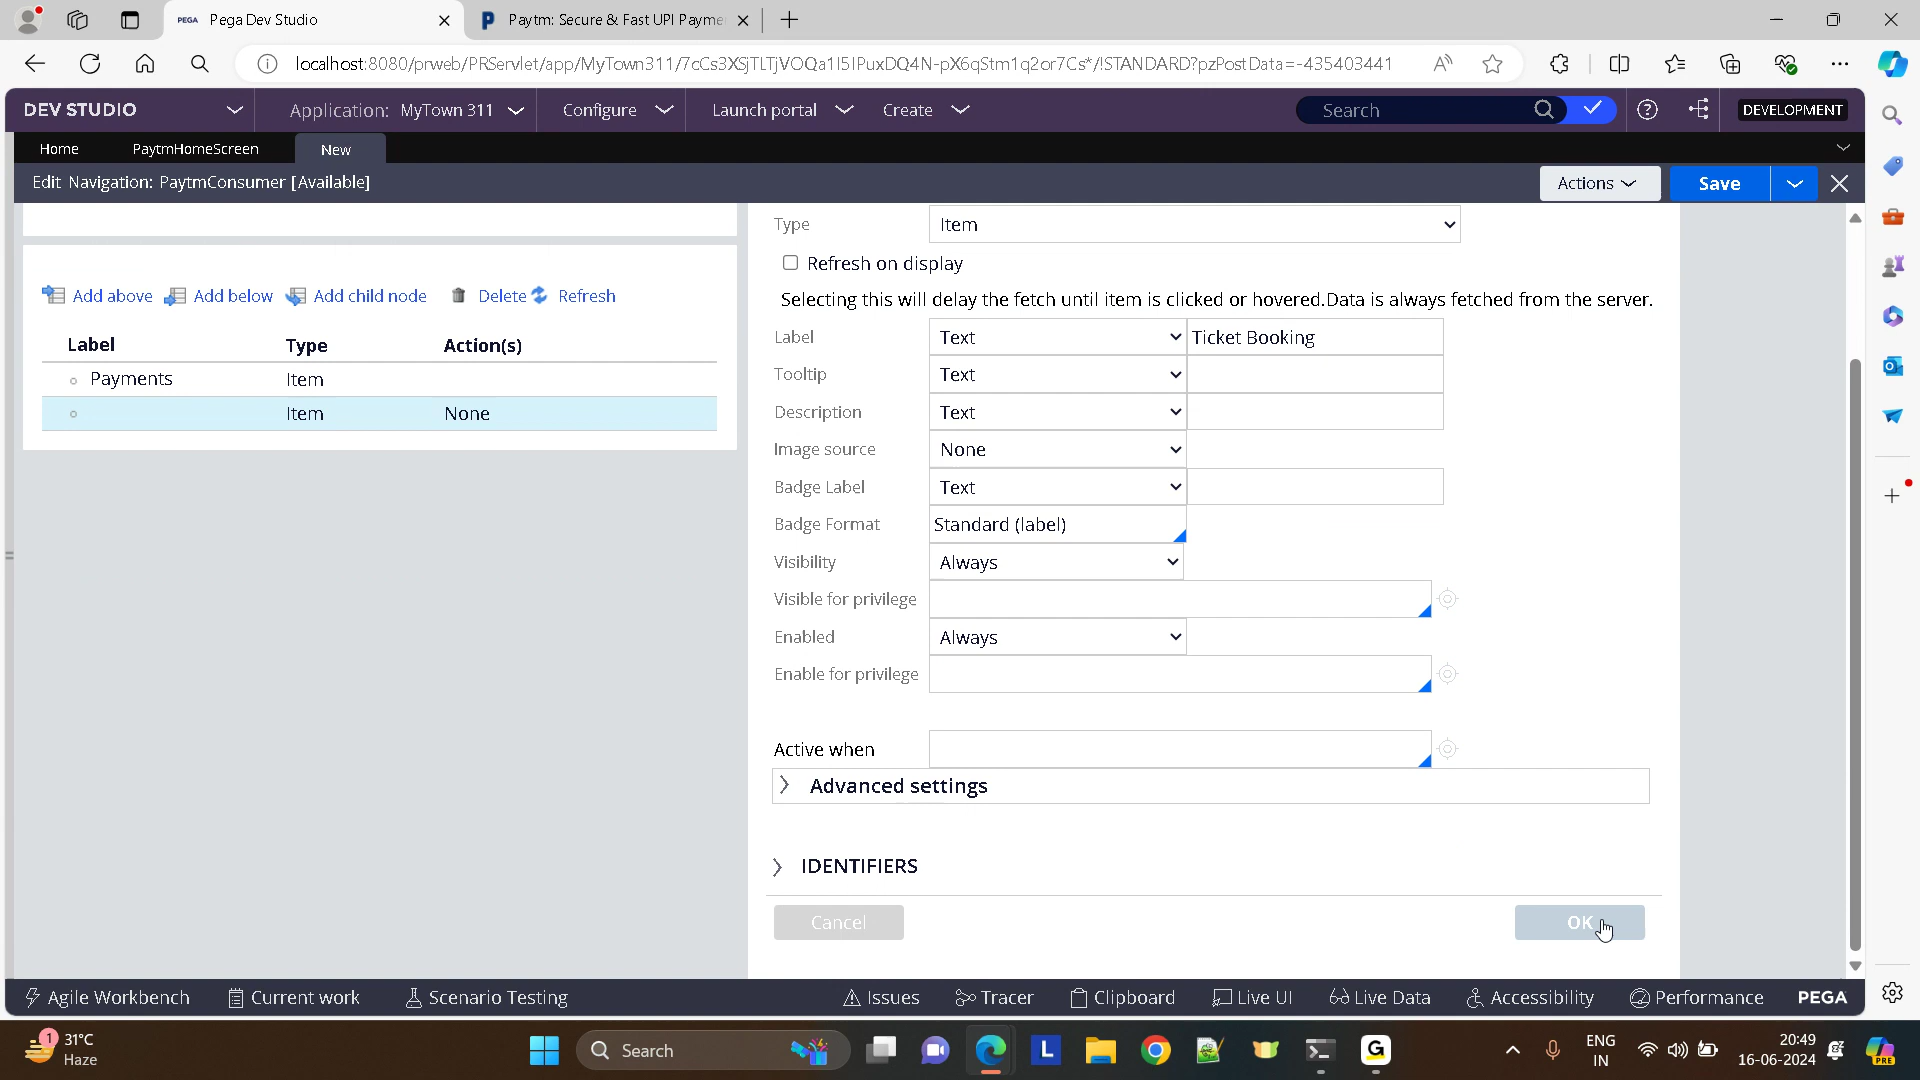 PEGA Pega Dev Studio
Paytm: Secure & Fast UPI Payme
localhost:8080/prweb/PRServlet/app/MyTown311/7cCs3XSjTLTjVOQa1l5IPuxDQ4N-pX6qStm1q2or7Cs*/!STANDARD?pzPostData=-435403441
DEV STUDIO
Application: MyTown 311
Configure
Launch portal
Create
Search
DEVELOPMENT
Home
PaytmHomeScreen
New
Edit Navigation: PaytmConsumer [Available]
Actions
Save
Type
Item
Refresh on display
Selecting this will delay the fetch until item is clicked or hovered.Data is always fetched from the server.
Add above
Add below
Add child node
Delete
Refresh
Label Type Action(s)
Payments Item
Item None
Label Text Ticket Booking
Tooltip Text
Description Text
Image source None
Badge Label Text
Badge Format Standard (label)
Visibility Always
Visible for privilege
Enabled Always
Enable for privilege
Active when
Advanced settings
IDENTIFIERS
Cancel
OK
Agile Workbench
Current work
Scenario Testing
Issues
Tracer
Clipboard
Live UI
Live Data
Accessibility
Performance
PEGA
1
31°C
Haze
Search
L
G
ENG
IN
20:49
16-06-2024
PRE